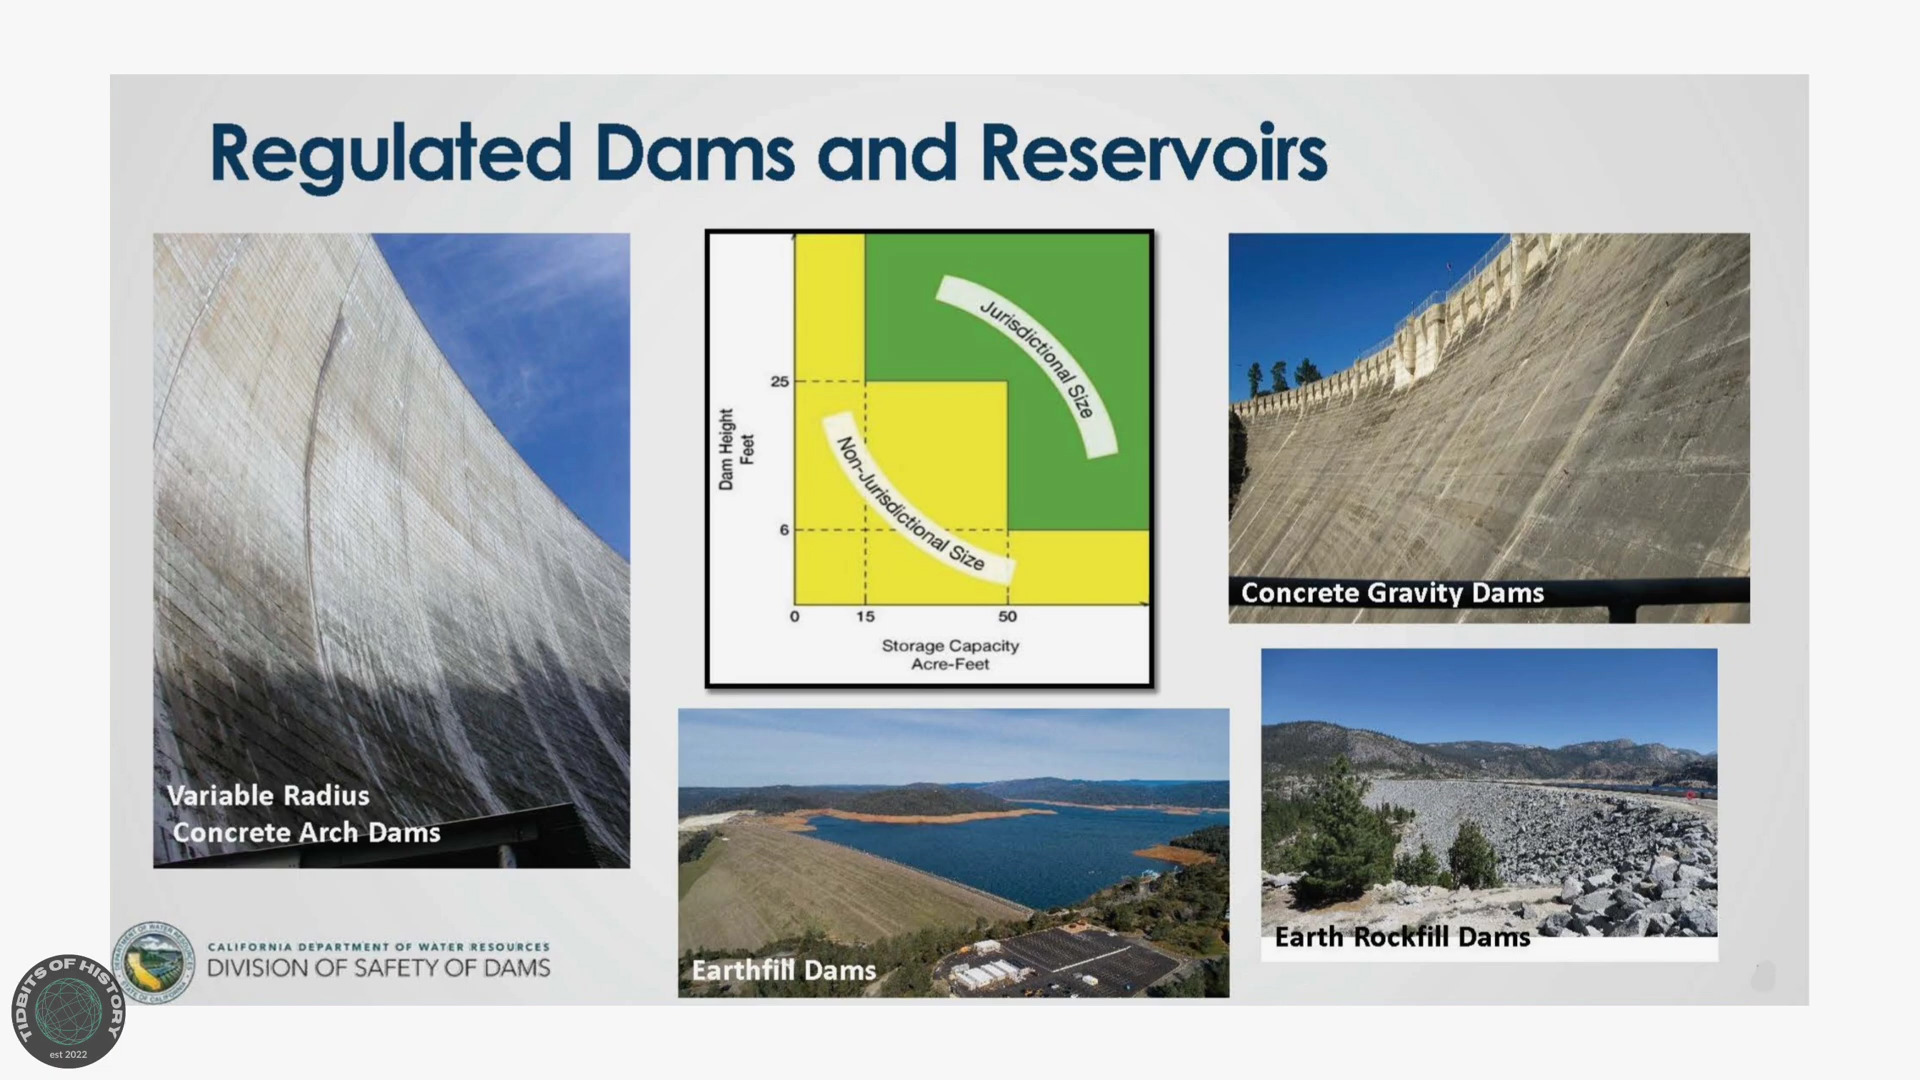 Regulated Dams and Reservoirs
Variable Radius
Concrete Arch Dams
Jurisdictional Size
Non-Jurisdictional Size
Dam Height
Feet
25
6
0 15 50
Storage Capacity
Acre-Feet
Concrete Gravity Dams
Earthfill Dams
Earth Rockfill Dams
CALIFORNIA DEPARTMENT OF WATER RESOURCES
DIVISION OF SAFETY OF DAMS
TIDBITS OF HISTORY
est 2022